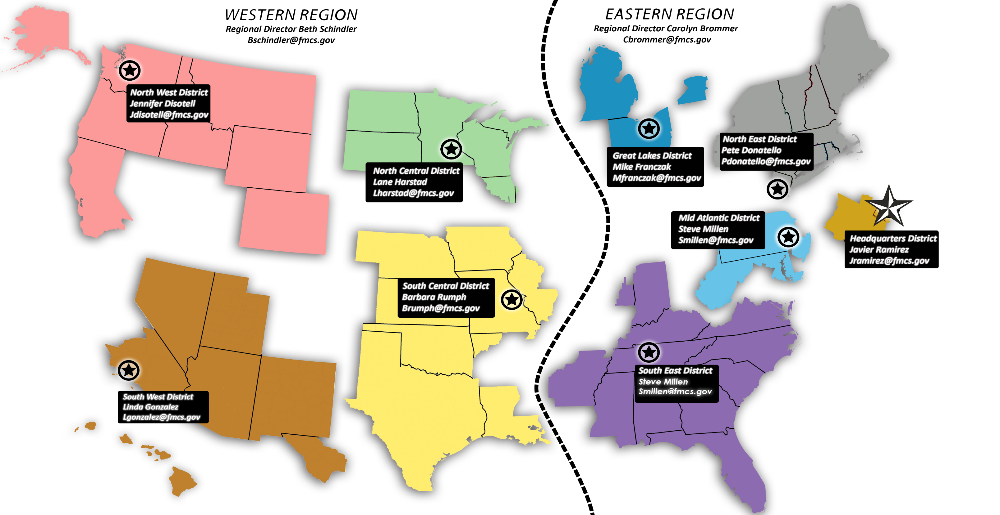 WESTERN REGION
Regional Director Beth Schindler
Bschindler@fmcs.gov
EASTERN REGION
Regional Director Carolyn Brommer
Cbrommer@fmcs.gov
North West District
Jennifer Disotell
Jdisotell@fmcs.gov
North Central District
Lane Harstad
Lharstad@fmcs.gov
Great Lakes District
Mike Franczak
Mfranczak@fmcs.gov
North East District
Pete Donatello
Pdonatello@fmcs.gov
Mid Atlantic District
Steve Millen
Smillen@fmcs.gov
Headquarters District
Javier Ramirez
Jramirez@fmcs.gov
South Central District
Barbara Rumph
Brumph@fmcs.gov
South East District
Steve Millen
Smillen@fmcs.gov
South West District
Linda Gonzalez
Lgonzalez@fmcs.gov